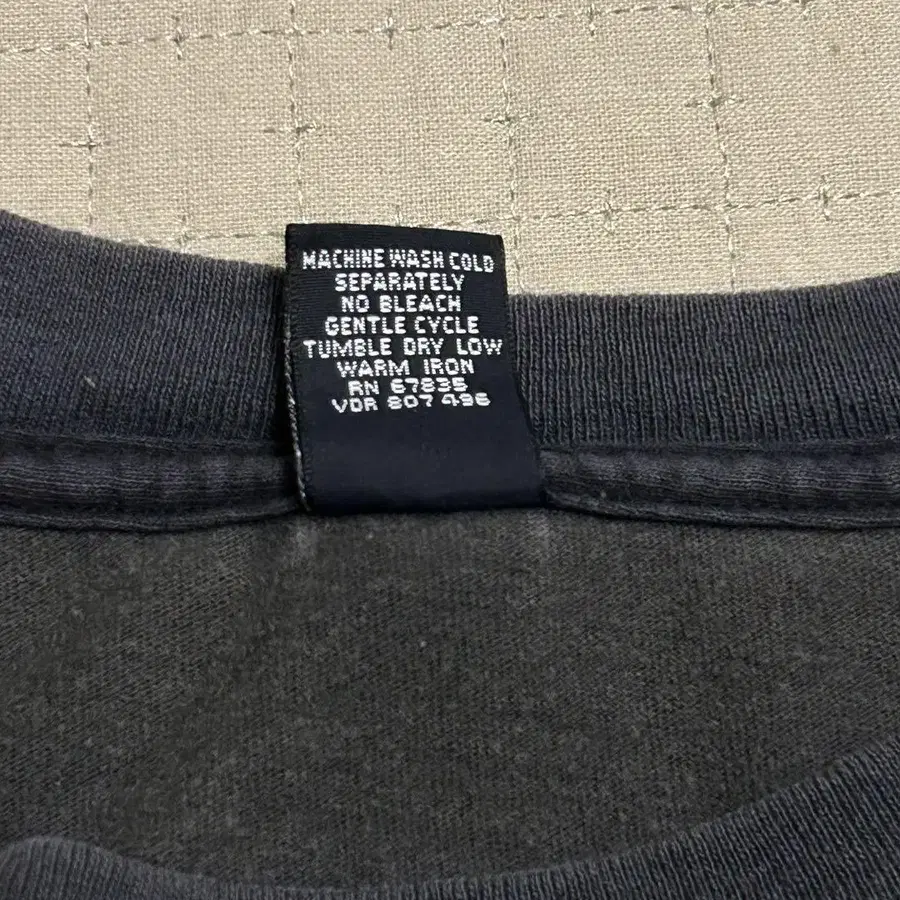 MACHINE WASH COLD
SEPARATELY
NO BLEACH
GENTLE CYCLE
TUMBLE DRY LOW
WARM IRON
RN 67835
VDR 807 496